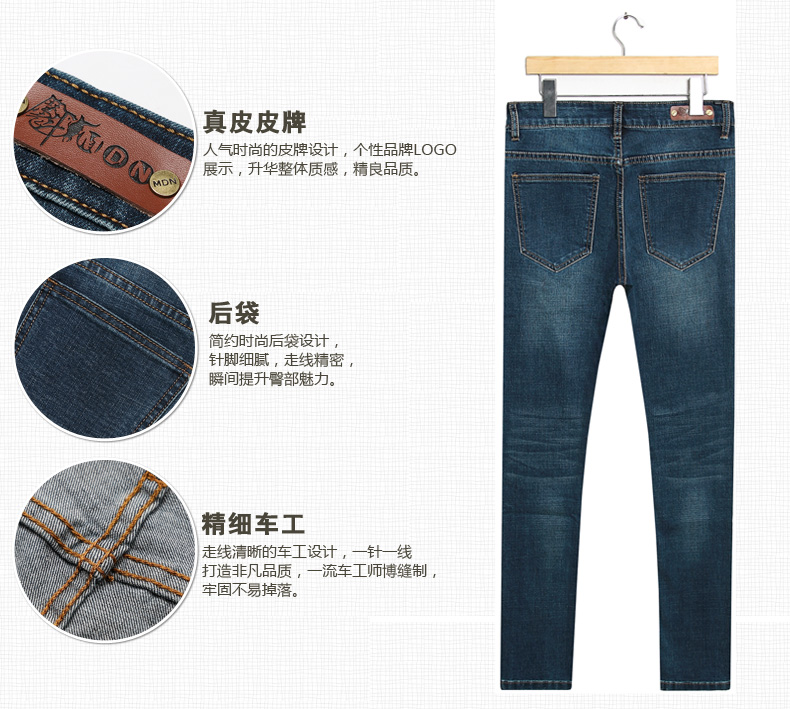 MDN
MDN
真皮皮牌
人气时尚的皮牌设计，个性品牌LOGO
展示，升华整体质感，精良品质。
后袋
简约时尚后袋设计，
针脚细腻，走线精密，
瞬间提升臀部魅力。
精细车工
走线清晰的车工设计，一针一线
打造非凡品质，一流车工师博缝制，
牢固不易掉落。